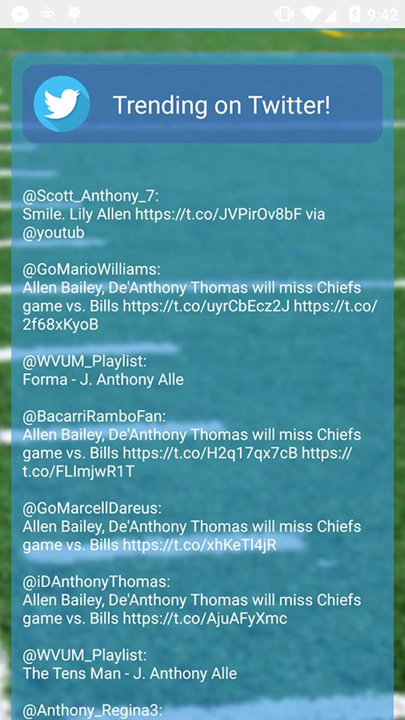 9:42
Trending on Twitter!
@Scott_Anthony_7:
Smile. Lily Allen https://t.co/JVPirOv8bF via
@youtub
@GoMarioWilliams:
Allen Bailey, De'Anthony Thomas will miss Chiefs
game vs. Bills https://t.co/uyrCbEcz2J https://t.co/
2f68xKyoB
@WVUM_Playlist:
Forma - J. Anthony Alle
@BacarriRamboFan:
Allen Bailey, De'Anthony Thomas will miss Chiefs
game vs. Bills https://t.co/H2q17qx7cB https://
t.co/FLImjwR1T
@GoMarcellDareus:
Allen Bailey, De'Anthony Thomas will miss Chiefs
game vs. Bills https://t.co/xhKeTl4jR
@iDAnthonyThomas:
Allen Bailey, De'Anthony Thomas will miss Chiefs
game vs. Bills https://t.co/AjuAFyXmc
@WVUM_Playlist:
The Tens Man - J. Anthony Alle
@Anthony_Regina3: